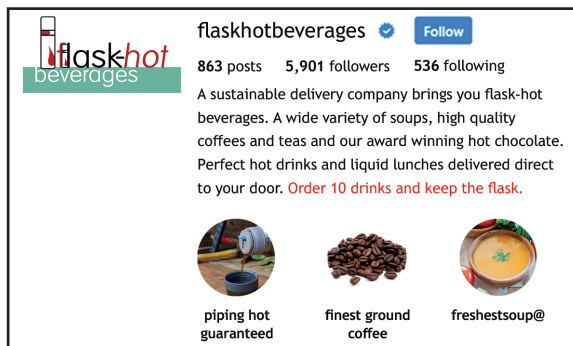 flask-hot
beverages
flaskhotbeverages
Follow
863 posts 5,901 followers 536 following
A sustainable delivery company brings you flask-hot
beverages. A wide variety of soups, high quality
coffees and teas and our award winning hot chocolate.
Perfect hot drinks and liquid lunches delivered direct
to your door. Order 10 drinks and keep the flask.
piping hot
guaranteed
finest ground
coffee
freshestsoup@